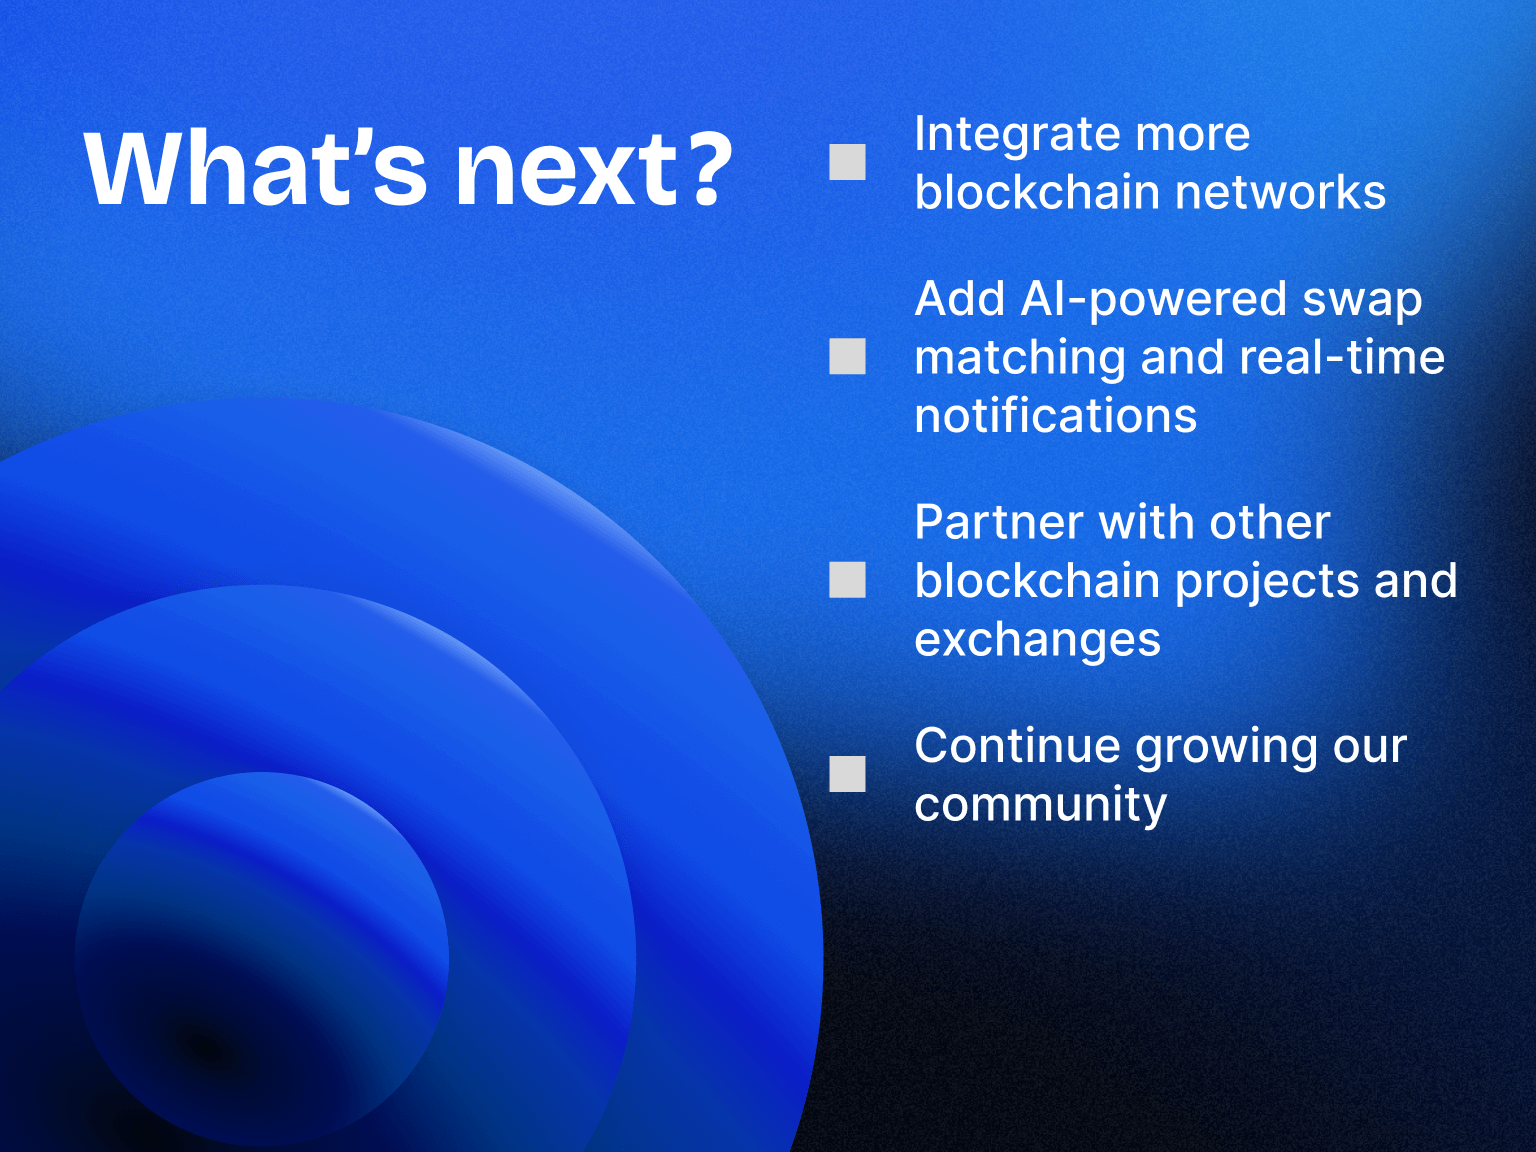 What’s next?
Integrate more
blockchain networks
Add AI-powered swap
matching and real-time
notifications
Partner with other
blockchain projects and
exchanges
Continue growing our
community